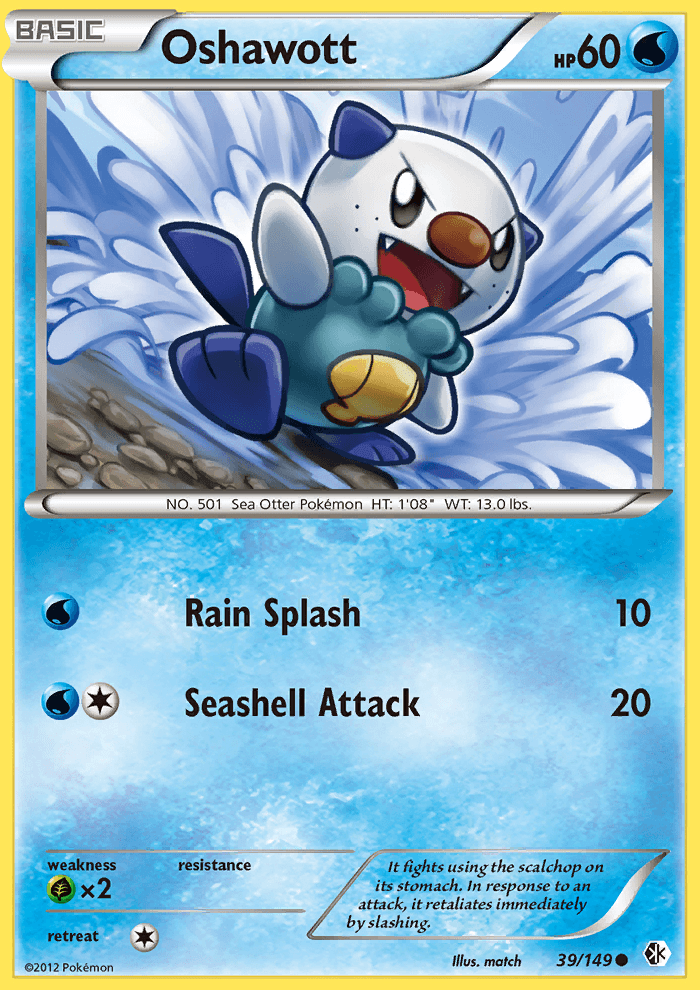 BASIC
Oshawott
HP60
NO. 501 Sea Otter Pokémon HT: 1'08" WT: 13.0 lbs.
Rain Splash 10
Seashell Attack 20
weakness resistance
×2
It fights using the scalchop on
its stomach. In response to an
attack, it retaliates immediately
by slashing.
retreat
Illus. match 39/149
©2012 Pokémon